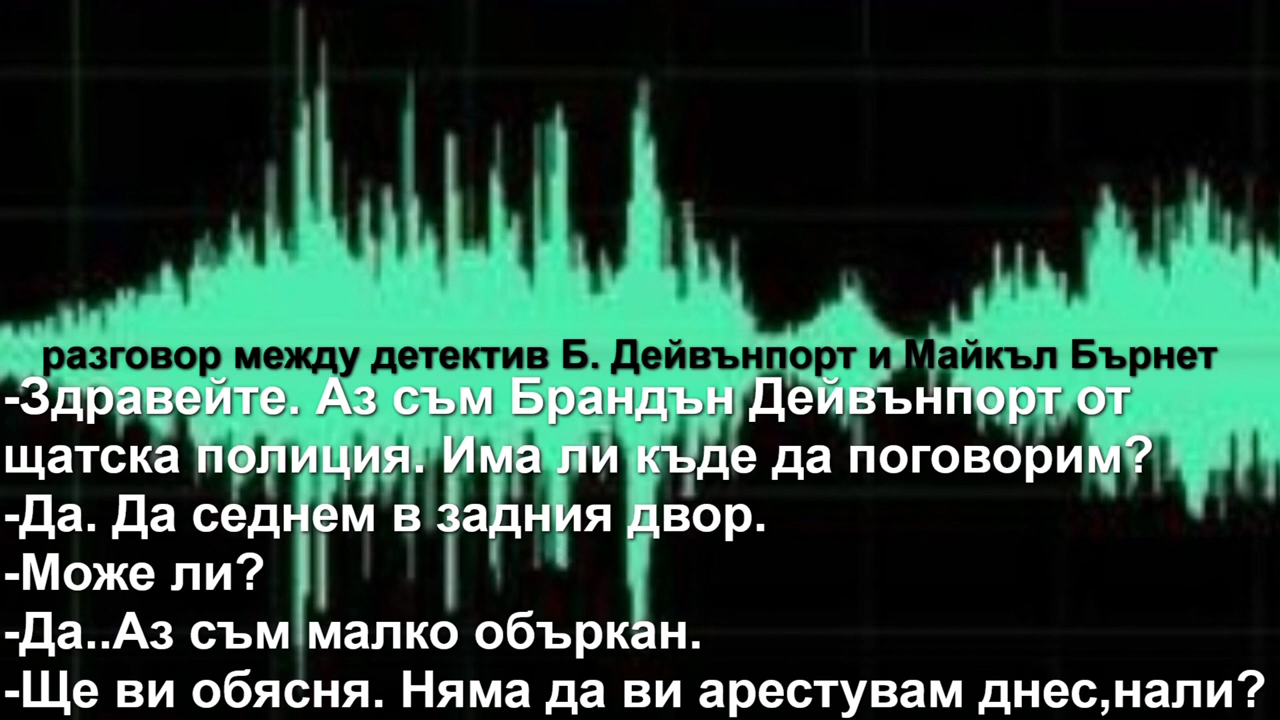 разговор между детектив Б. Дейвънпорт и Майкъл Бърнет
-Здравейте. Аз съм Брандън Дейвънпорт от
щатска полиция. Има ли къде да поговорим?
-Да. Да седнем в задния двор.
-Може ли?
-Да..Аз съм малко объркан.
-Ще ви обясня. Няма да ви арестувам днес,нали?